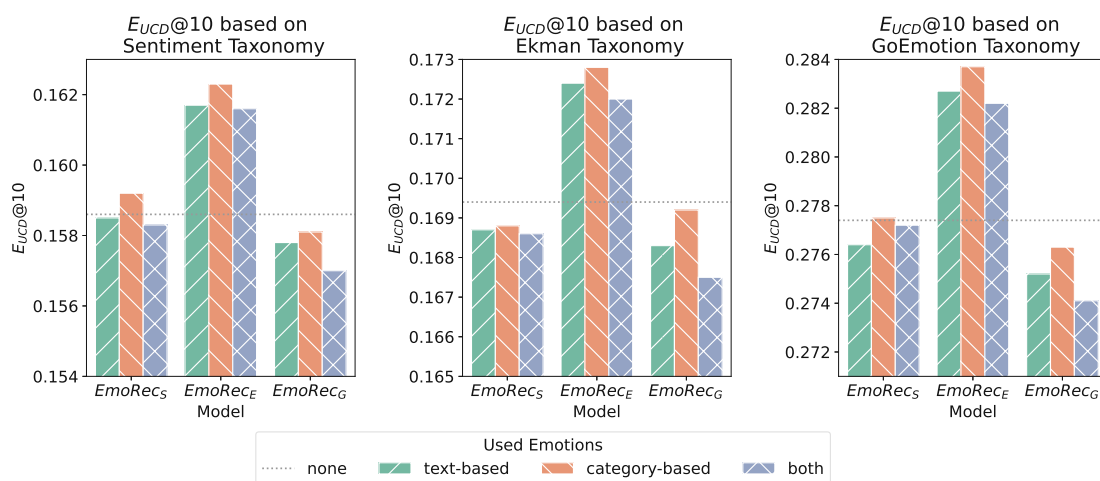 E_UCD@10 based on
Sentiment Taxonomy
0.162
0.160
0.158
0.156
0.154
E_UCD@10
EmoRec_S
EmoRec_E
EmoRec_G
Model
E_UCD@10 based on
Ekman Taxonomy
0.173
0.172
0.171
0.170
0.169
0.168
0.167
0.166
0.165
E_UCD@10
EmoRec_S
EmoRec_E
EmoRec_G
Model
E_UCD@10 based on
GoEmotion Taxonomy
0.284
0.282
0.280
0.278
0.276
0.274
0.272
E_UCD@10
EmoRec_S
EmoRec_E
EmoRec_G
Model
Used Emotions
none
text-based
category-based
both